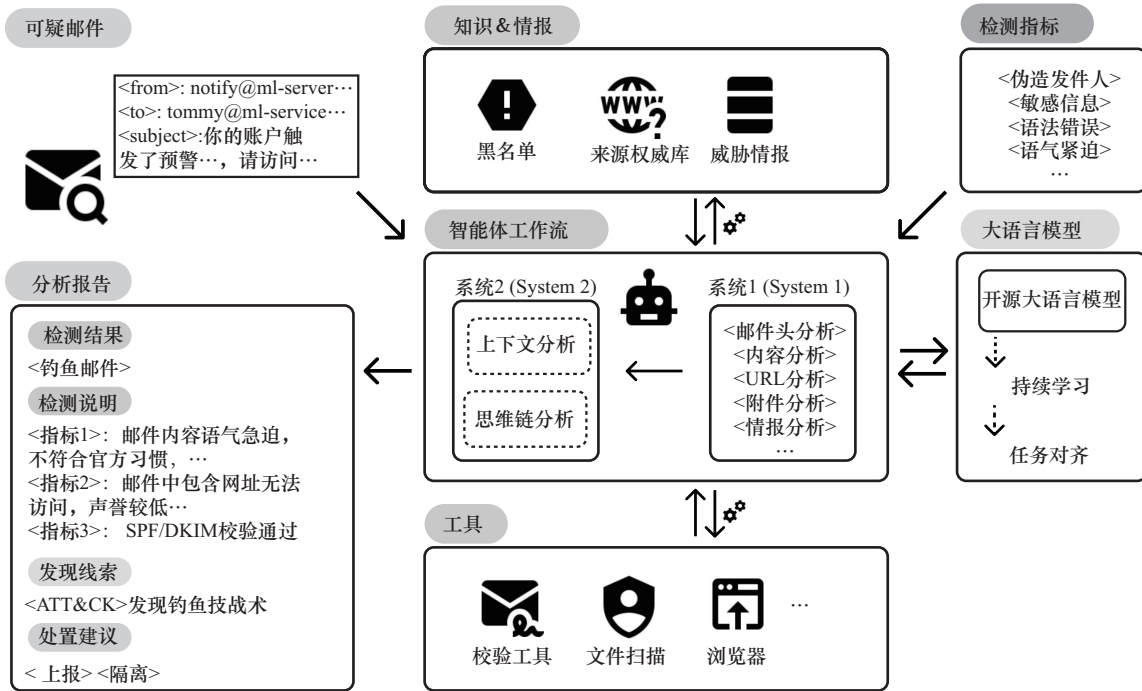 可疑邮件
<from>: notify@ml-server…
<to>: tommy@ml-service…
<subject>:你的账户触
发了预警…，请访问…
知识&情报
黑名单
WWW
?
来源权威库
威胁情报
检测指标
<伪造发件人>
<敏感信息>
<语法错误>
<语气紧迫>
…
智能体工作流
系统2 (System 2)
上下文分析
思维链分析
系统1 (System 1)
<邮件头分析>
<内容分析>
<URL分析>
<附件分析>
<情报分析>
…
大语言模型
开源大语言模型
持续学习
任务对齐
分析报告
检测结果
<钓鱼邮件>
检测说明
<指标1>：邮件内容语气急迫，
不符合官方习惯，…
<指标2>：邮件中包含网址无法
访问，声誉较低…
<指标3>： SPF/DKIM校验通过
发现线索
<ATT&CK>发现钓鱼技战术
处置建议
< 上报> <隔离>
工具
校验工具
文件扫描
浏览器
…